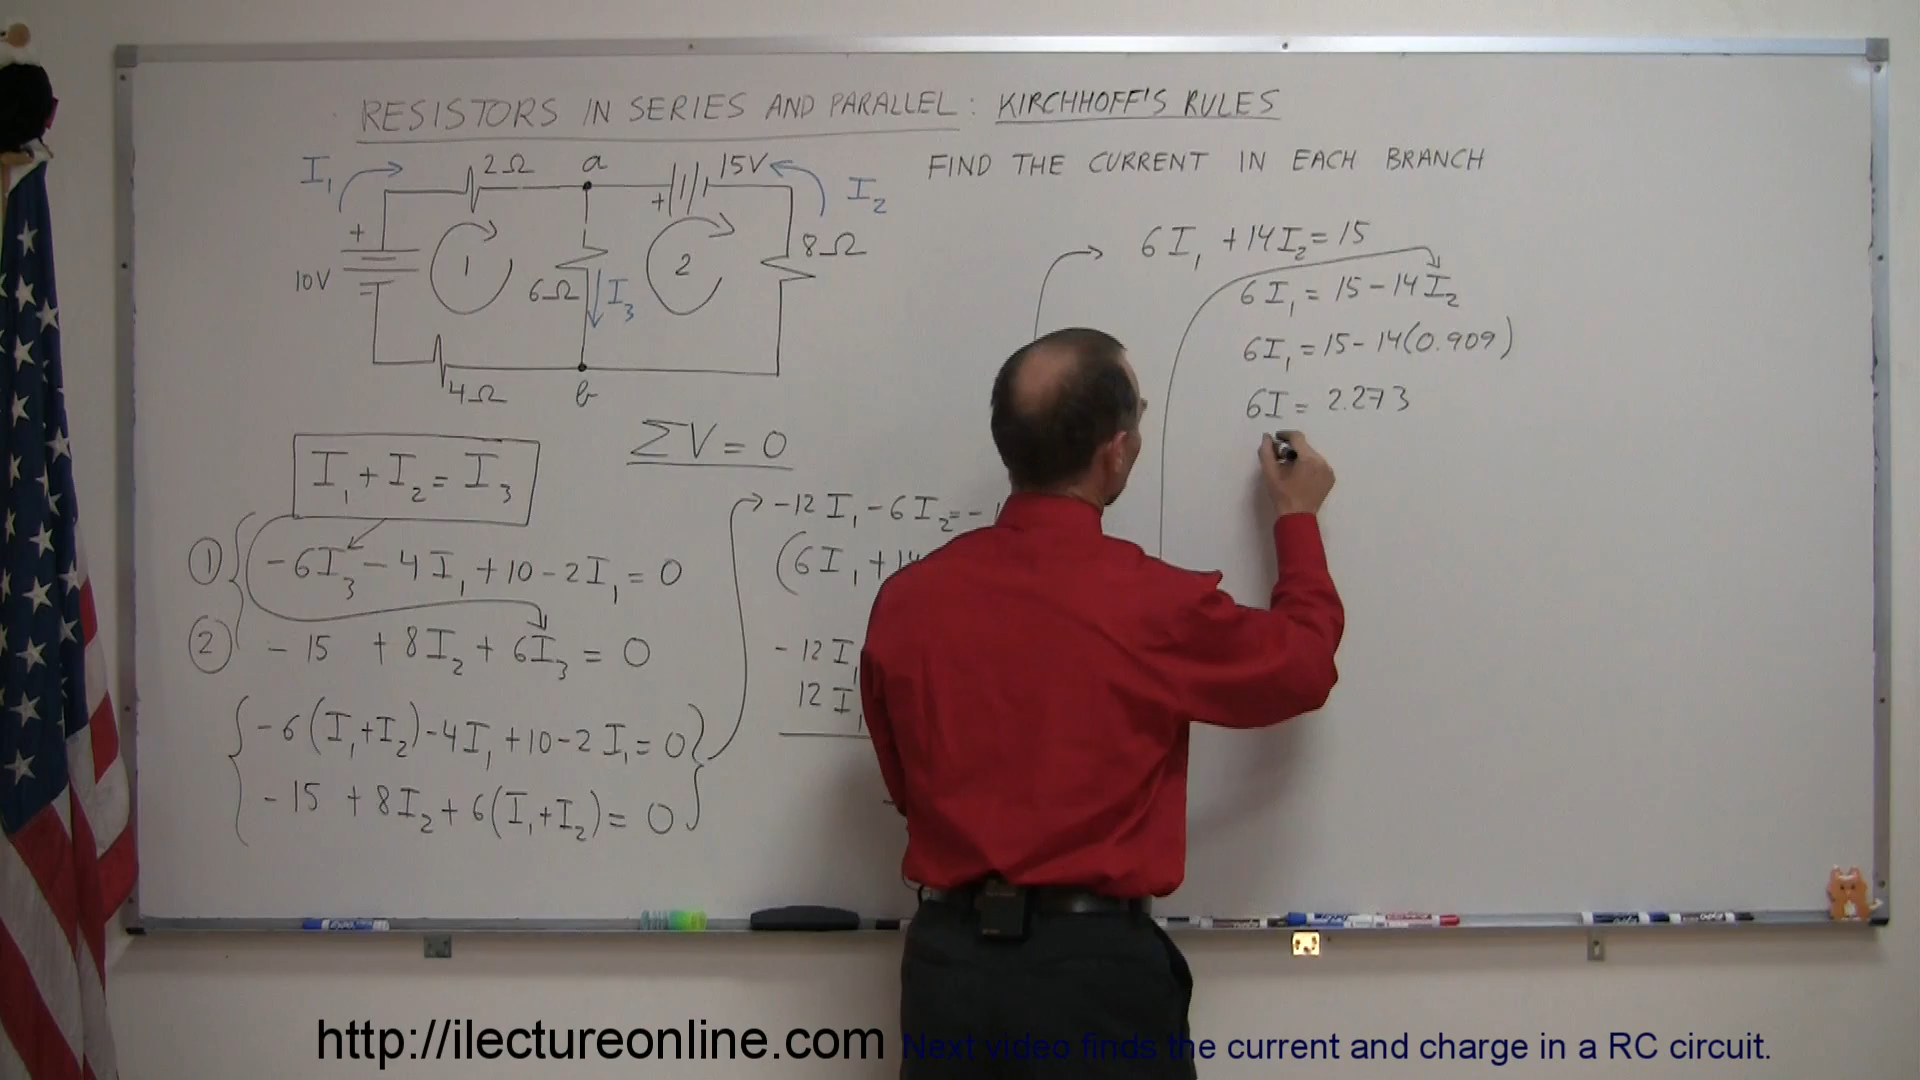 RESISTORS IN SERIES AND PARALLEL: KIRCHHOFF'S RULES
FIND THE CURRENT IN EACH BRANCH
I₁ 2Ω a 15V I₂
+ +
10V 1 6Ω I₃ 2 8Ω
4Ω b
ΣV = 0
I₁ + I₂ = I₃
① -6I₃ - 4I₁ + 10 - 2I₁ = 0
② -15 + 8I₂ + 6I₃ = 0
-6(I₁+I₂) - 4I₁ + 10 - 2I₁ = 0
-15 + 8I₂ + 6(I₁+I₂) = 0
-12I₁ - 6I₂ = -
(6I₁ +
-12I₁
12I₁
6I₁ + 14I₂ = 15
6I₁ = 15 - 14I₂
6I₁ = 15 - 14(0.909)
6I = 2.273
EXPO
http://ilectureonline.com Next video finds the current and charge in a RC circuit.